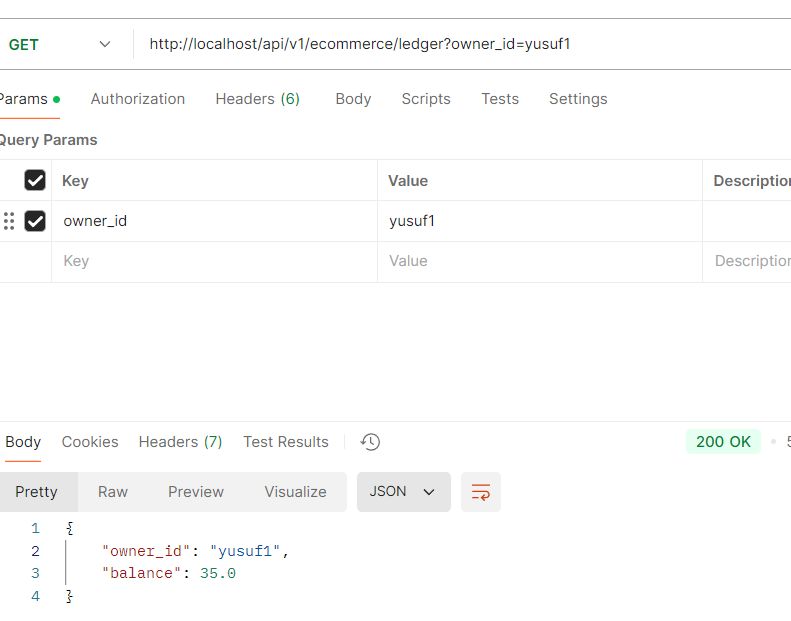 GET http://localhost/api/v1/ecommerce/ledger?owner_id=yusuf1
Params Authorization Headers (6) Body Scripts Tests Settings
Query Params
Key Value Description
owner_id yusuf1
Key Value Description
Body Cookies Headers (7) Test Results 200 OK 5
Pretty Raw Preview Visualize JSON
1 {
2 "owner_id": "yusuf1",
3 "balance": 35.0
4 }